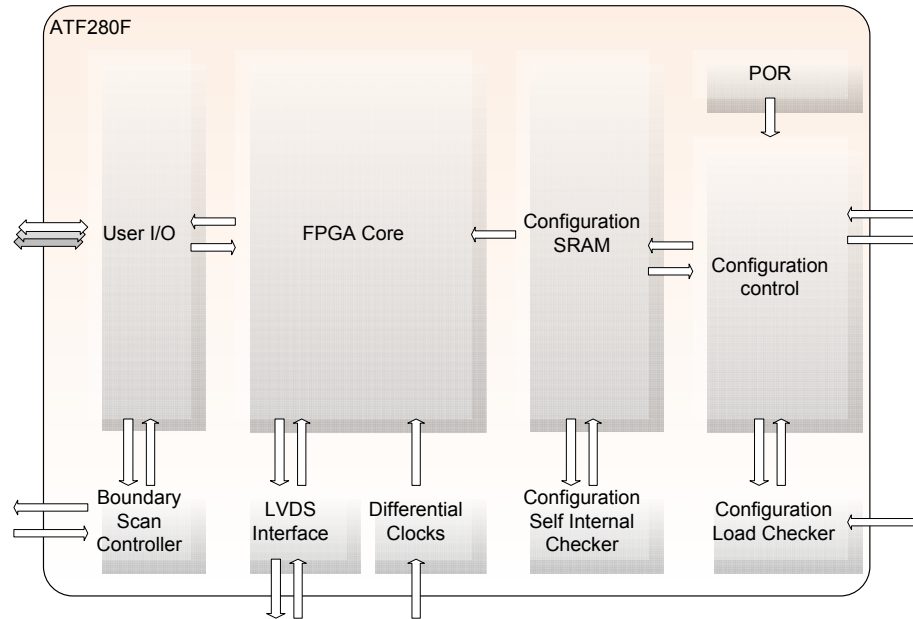 ATF280F
POR
User I/O
FPGA Core
Configuration
SRAM
Configuration
control
Boundary
Scan
Controller
LVDS
Interface
Differential
Clocks
Configuration
Self Internal
Checker
Configuration
Load Checker